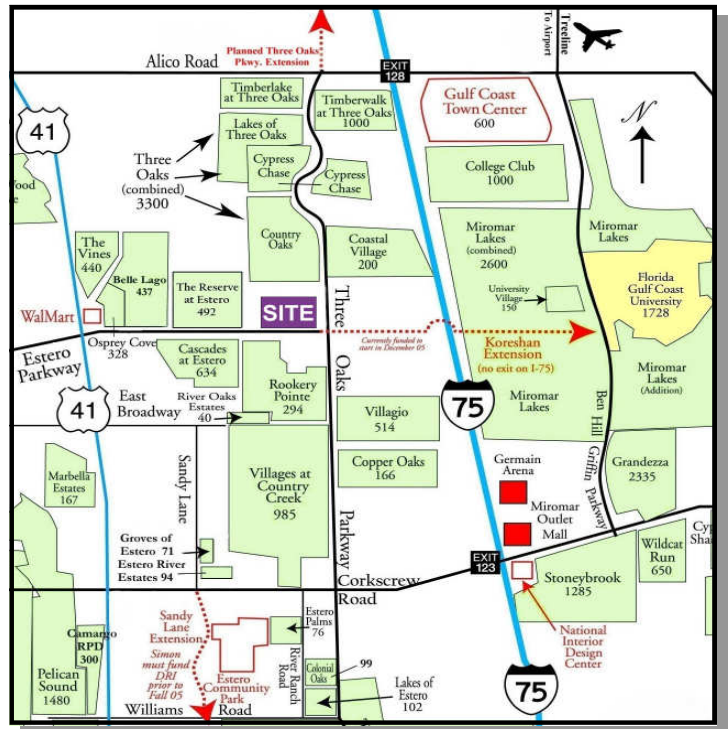 To Airport
Treeline
Planned Three Oaks
Pkwy. Extension
Alico Road
EXIT
128
41
Timberlake
at Three Oaks
Timberwalk
at Three Oaks
1000
Gulf Coast
Town Center
600
N
Lakes of
Three Oaks
Three
Oaks
(combined)
3300
Cypress
Chase
Cypress
Chase
College Club
1000
ood
e
Country
Oaks
Coastal
Village
200
Miromar
Lakes
(combined)
2600
Miromar
Lakes
The
Vines
440
Belle Lago
437
The Reserve
at Estero
492
University
Village
150
Florida
Gulf Coast
University
1728
WalMart
SITE
Osprey Cove
328
Estero
Parkway
Three
Oaks
Parkway
Currently funded to
start in December 05
Koreshan
Extension
(no exit on I-75)
Cascades
at Estero
634
Rookery
Pointe
294
Miromar
Lakes
(Addition)
41
East
Broadway
River Oaks
Estates
40
Villagio
514
75
Miromar
Lakes
Ben Hill
Griffin Parkway
Marbella
Estates
167
Sandy Lane
Villages at
Country
Creek
985
Copper Oaks
166
Germain
Arena
Grandezza
2335
Miromar
Outlet
Mall
Groves of
Estero 71
Estero River
Estates 94
EXIT
123
Wildcat
Run
650
Cyp
Sha
Corkscrew
Road
Stoneybrook
1285
Sandy
Lane
Extension
Simon
must fund
DRI
prior to
Fall 05
Estero
Palms
76
Camargo
RPD
300
National
Interior
Design
Center
Pelican
Sound
1480
Estero
Community
Park
River Ranch
Road
Colonial
Oaks
99
Lakes of
Estero
102
75
Williams Road